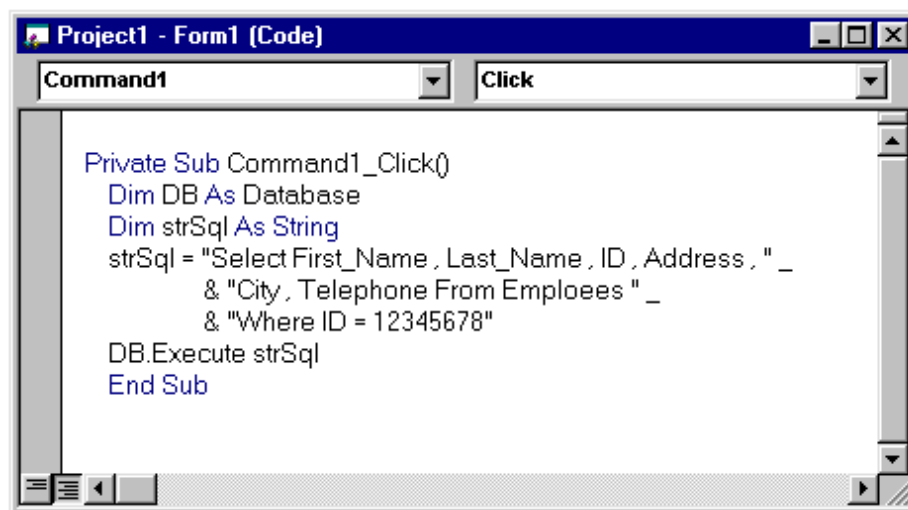 Project1 - Form1 (Code)
Command1 Click
Private Sub Command1_Click()
Dim DB As Database
Dim strSql As String
strSql = "Select First_Name , Last_Name , ID , Address , " _
& "City , Telephone From Emploees " _
& "Where ID = 12345678"
DB.Execute strSql
End Sub